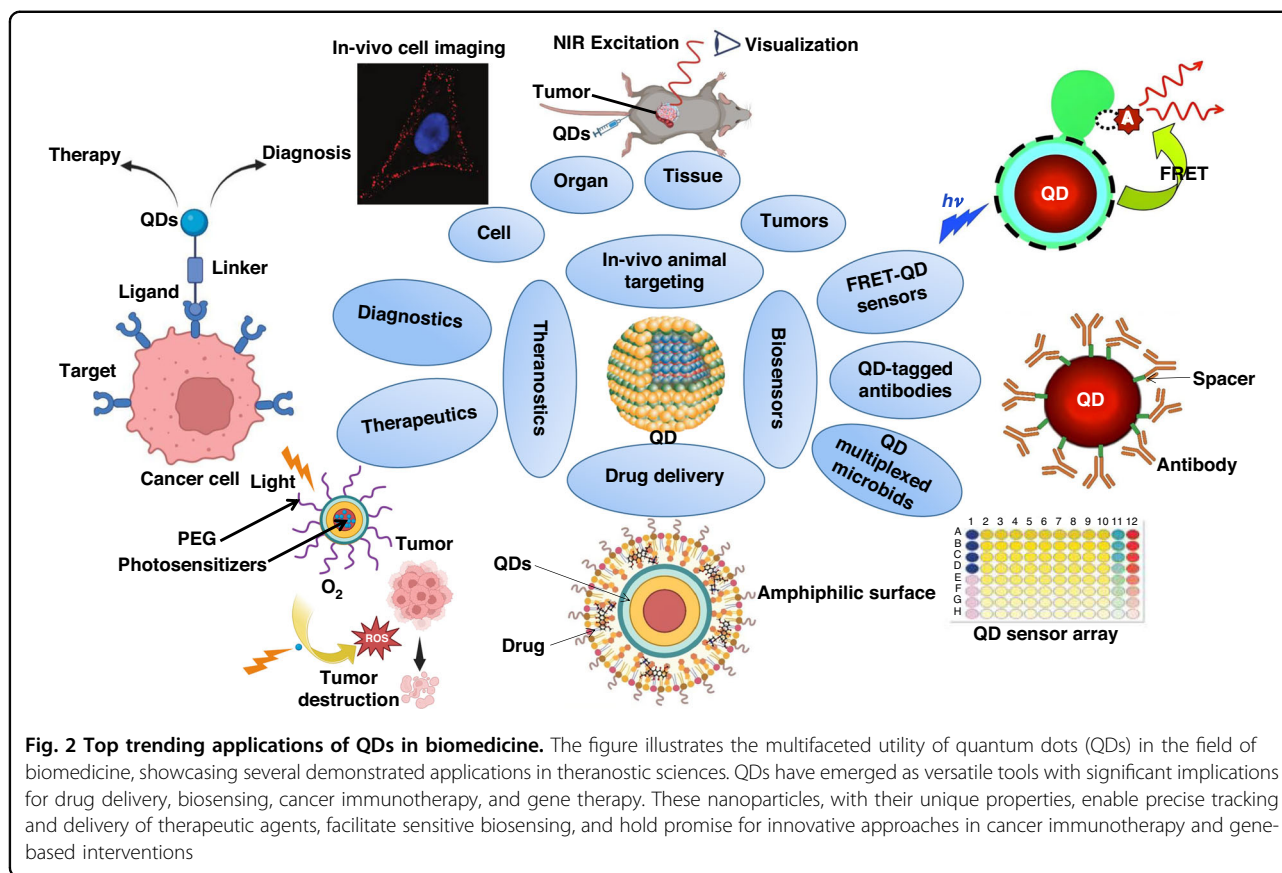 In-vivo cell imaging
NIR Excitation
Visualization
Tumor
QDs
Therapy
Diagnosis
QDs
Linker
Ligand
Target
Cancer cell
Organ
Tissue
Cell
Tumors
In-vivo animal
targeting
Diagnostics
Therapeutics
Theranostics
QD
Biosensors
Drug delivery
FRET-QD
sensors
QD-tagged
antibodies
QD
multiplexed
microbids
hν
QD
A
FRET
QD
Spacer
Antibody
Light
PEG
Photosensitizers
O2
Tumor
ROS
Tumor
destruction
QDs
Drug
Amphiphilic surface
1 2 3 4 5 6 7 8 9 10 11 12
A
B
C
D
E
F
G
H
QD sensor array
Fig. 2 Top trending applications of QDs in biomedicine. The figure illustrates the multifaceted utility of quantum dots (QDs) in the field of
biomedicine, showcasing several demonstrated applications in theranostic sciences. QDs have emerged as versatile tools with significant implications
for drug delivery, biosensing, cancer immunotherapy, and gene therapy. These nanoparticles, with their unique properties, enable precise tracking
and delivery of therapeutic agents, facilitate sensitive biosensing, and hold promise for innovative approaches in cancer immunotherapy and gene-
based interventions